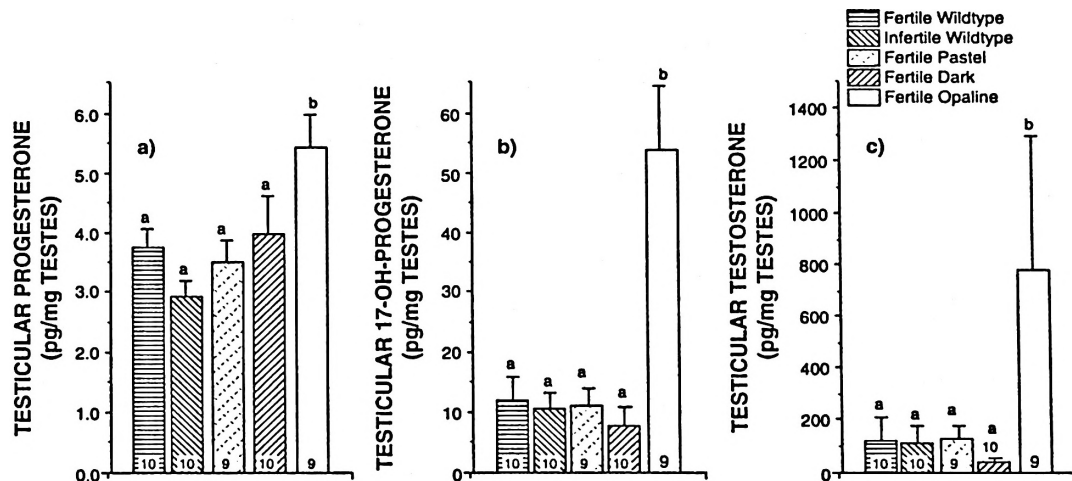 Fertile Wildtype
Infertile Wildtype
Fertile Pastel
Fertile Dark
Fertile Opaline
TESTICULAR PROGESTERONE
(pg/mg TESTES)
6.0
5.0
4.0
3.0
2.0
1.0
0.0
a)
a
a
a
a
b
10
10
9
10
9
TESTICULAR 17-OH-PROGESTERONE
(pg/mg TESTES)
60
50
40
30
20
10
0
b)
a
a
a
a
b
10
10
9
10
9
TESTICULAR TESTOSTERONE
(pg/mg TESTES)
1400
1200
1000
800
600
400
200
0
c)
a
a
a
a
b
10
10
9
10
9